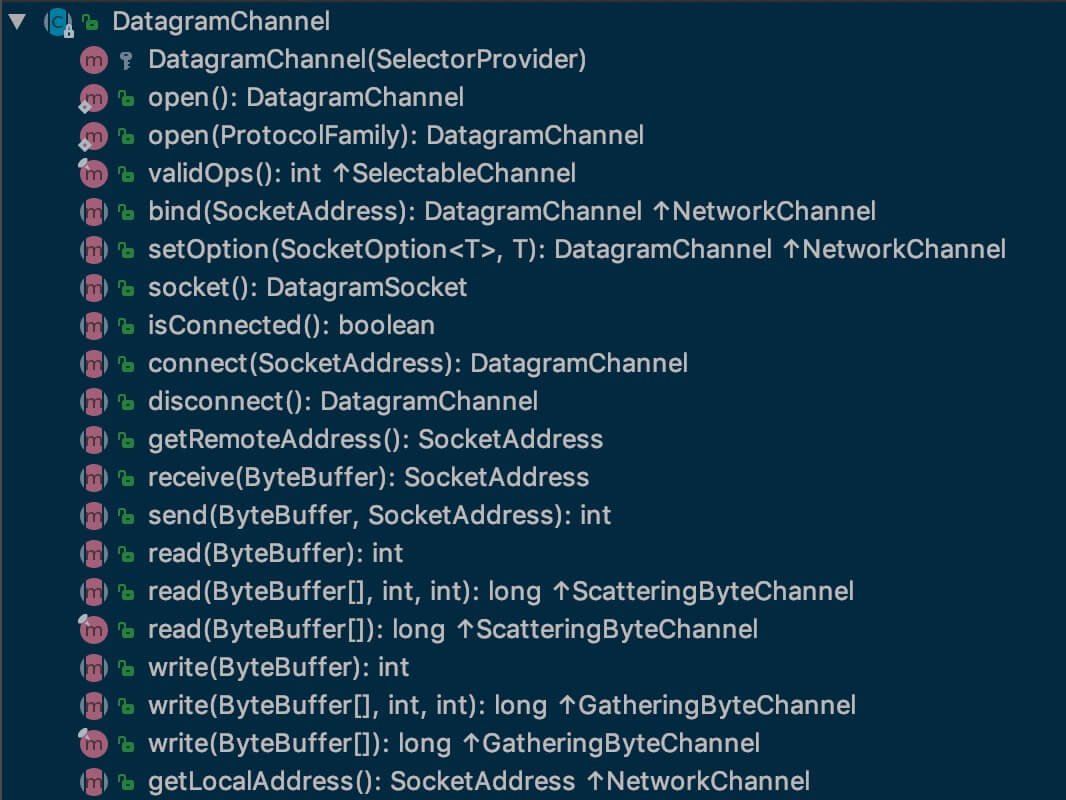 DatagramChannel
DatagramChannel(SelectorProvider)
open(): DatagramChannel
open(ProtocolFamily): DatagramChannel
validOps(): int ↑SelectableChannel
bind(SocketAddress): DatagramChannel ↑NetworkChannel
setOption(SocketOption<T>, T): DatagramChannel ↑NetworkChannel
socket(): DatagramSocket
isConnected(): boolean
connect(SocketAddress): DatagramChannel
disconnect(): DatagramChannel
getRemoteAddress(): SocketAddress
receive(ByteBuffer): SocketAddress
send(ByteBuffer, SocketAddress): int
read(ByteBuffer): int
read(ByteBuffer[], int, int): long ↑ScatteringByteChannel
read(ByteBuffer[]): long ↑ScatteringByteChannel
write(ByteBuffer): int
write(ByteBuffer[], int, int): long ↑GatheringByteChannel
write(ByteBuffer[]): long ↑GatheringByteChannel
getLocalAddress(): SocketAddress ↑NetworkChannel